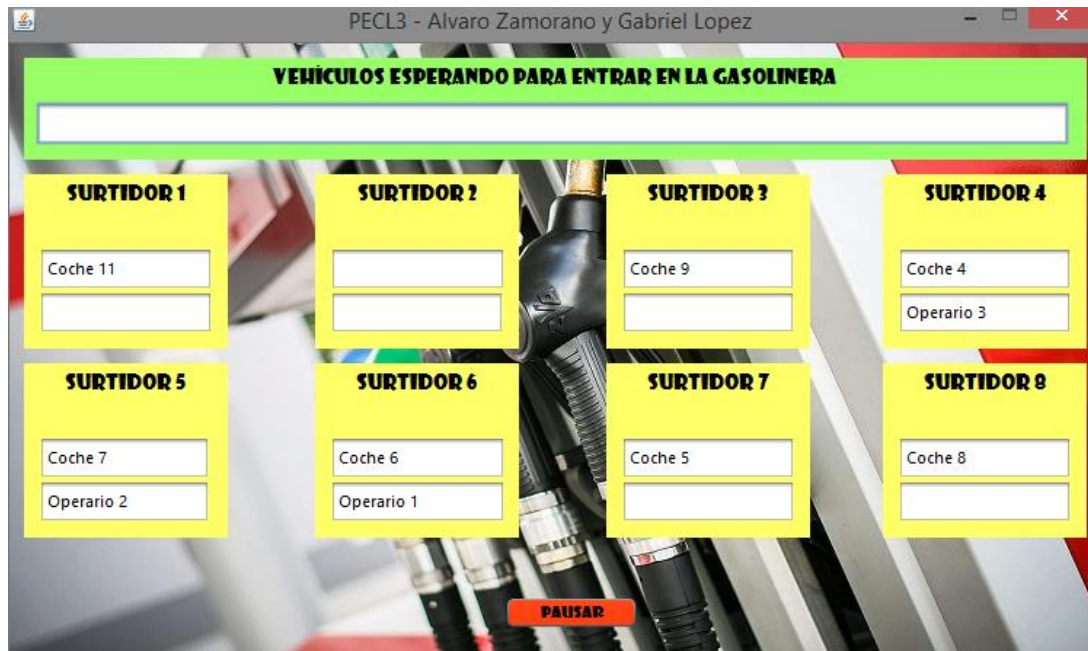 PECL3 - Alvaro Zamorano y Gabriel Lopez
VEHÍCULOS ESPERANDO PARA ENTRAR EN LA GASOLINERA
SURTIDOR 1
Coche 11
SURTIDOR 2
SURTIDOR 3
Coche 9
SURTIDOR 4
Coche 4
Operario 3
SURTIDOR 5
Coche 7
Operario 2
SURTIDOR 6
Coche 6
Operario 1
SURTIDOR 7
Coche 5
SURTIDOR 8
Coche 8
PAUSAR